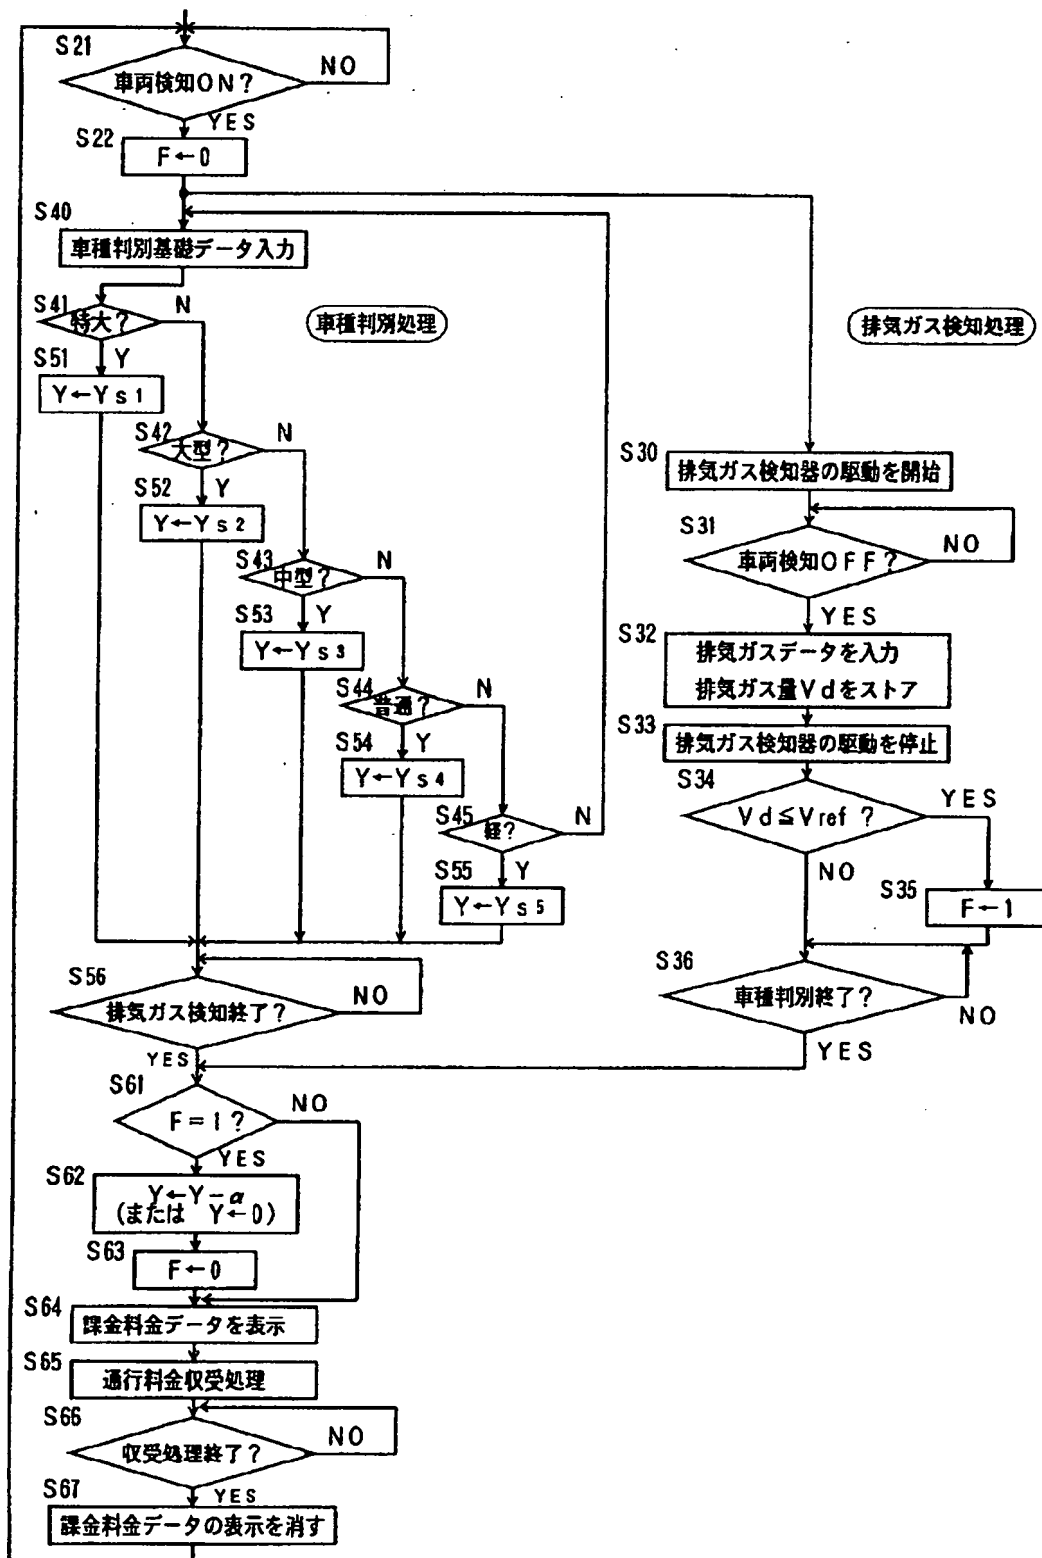 S21
車両検知ON?
NO
YES
S22
F←0
S40
車種判別基礎データ入力
S41
特大?
N
Y
車種判別処理
排気ガス検知処理
S51
Y←Ys1
S42
大型?
N
Y
S52
Y←Ys2
S43
中型?
N
Y
S53
Y←Ys3
S44
普通?
N
Y
S54
Y←Ys4
S45
軽?
N
Y
S55
Y←Ys5
S30
排気ガス検知器の駆動を開始
S31
車両検知OFF?
NO
YES
S32
排気ガスデータを入力
排気ガス量Vdをストア
S33
排気ガス検知器の駆動を停止
S34
Vd≦Vref ?
YES
NO
S35
F←1
S36
車種判別終了?
NO
YES
S56
排気ガス検知終了?
NO
YES
S61
F=1?
NO
YES
S62
Y←Y-α
(または Y←0)
S63
F←0
S64
課金料金データを表示
S65
通行料金収受処理
S66
収受処理終了?
NO
YES
S67
課金料金データの表示を消す